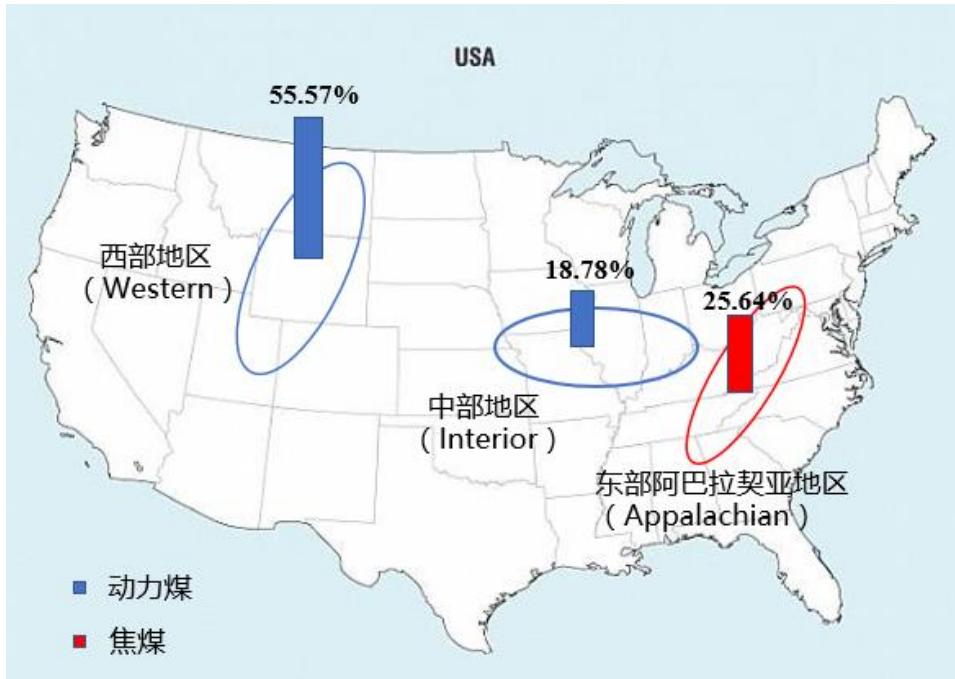 USA
55.57%
西部地区
（Western）
18.78%
25.64%
中部地区
（Interior）
东部阿巴拉契亚地区
（Appalachian）
动力煤
焦煤